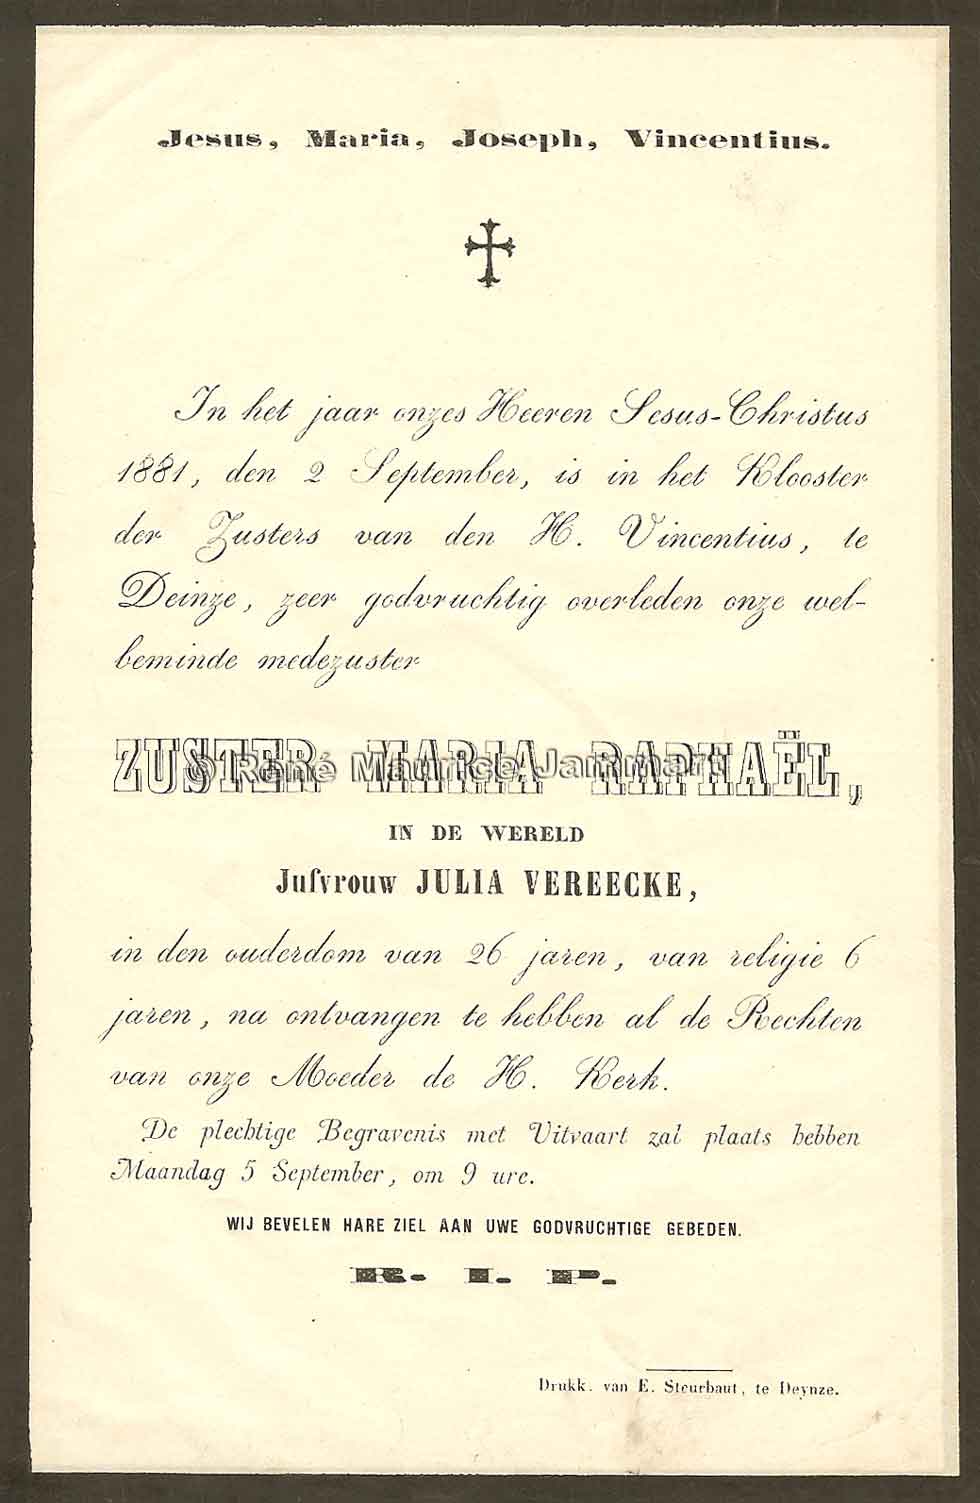 Jesus, Maria, Joseph, Vincentius.
In het jaar onzes Heeren Jesus-Christus
1881, den 2 September, is in het Klooster
der Zusters van den H. Vincentius, te
Deinze, zeer godvruchtig overleden onze wel-
beminde medezuster
ZUSTER MARIA RAPHAËL,
© René Maurice Jammart
IN DE WERELD
Jufvrouw JULIA VEREECKE,
in den ouderdom van 26 jaren, van religie 6
jaren, na ontvangen te hebben al de Rechten
van onze Moeder de H. Kerk.
De plechtige Begravenis met Uitvaart zal plaats hebben
Maandag 5 September, om 9 ure.
WIJ BEVELEN HARE ZIEL AAN UWE GODVRUCHTIGE GEBEDEN.
R. I. P.
Drukk. van E. Steurbaut, te Deynze.